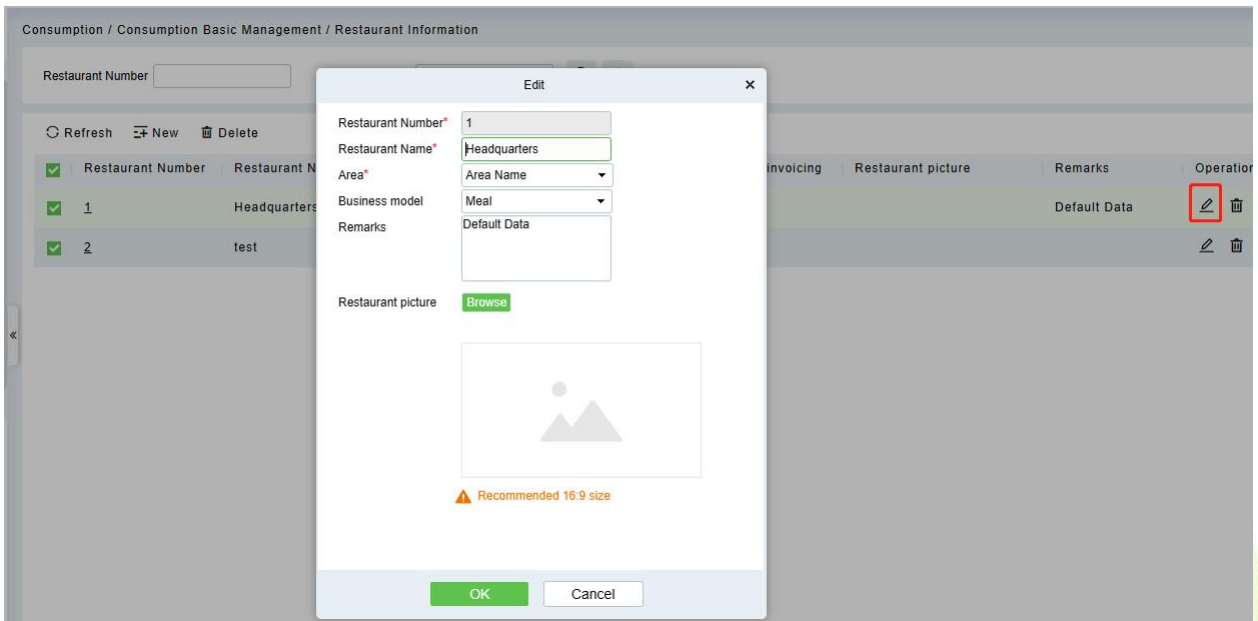 Consumption / Consumption Basic Management / Restaurant Information
Restaurant Number
Edit
Restaurant Number* 1
Restaurant Name* Headquarters
Area* Area Name
Business model Meal
Remarks Default Data
Restaurant picture Browse
Recommended 16:9 size
OK Cancel
Refresh New Delete
Restaurant Number Restaurant N invoicing Restaurant picture Remarks Operation
1 Headquarters Default Data
2 test